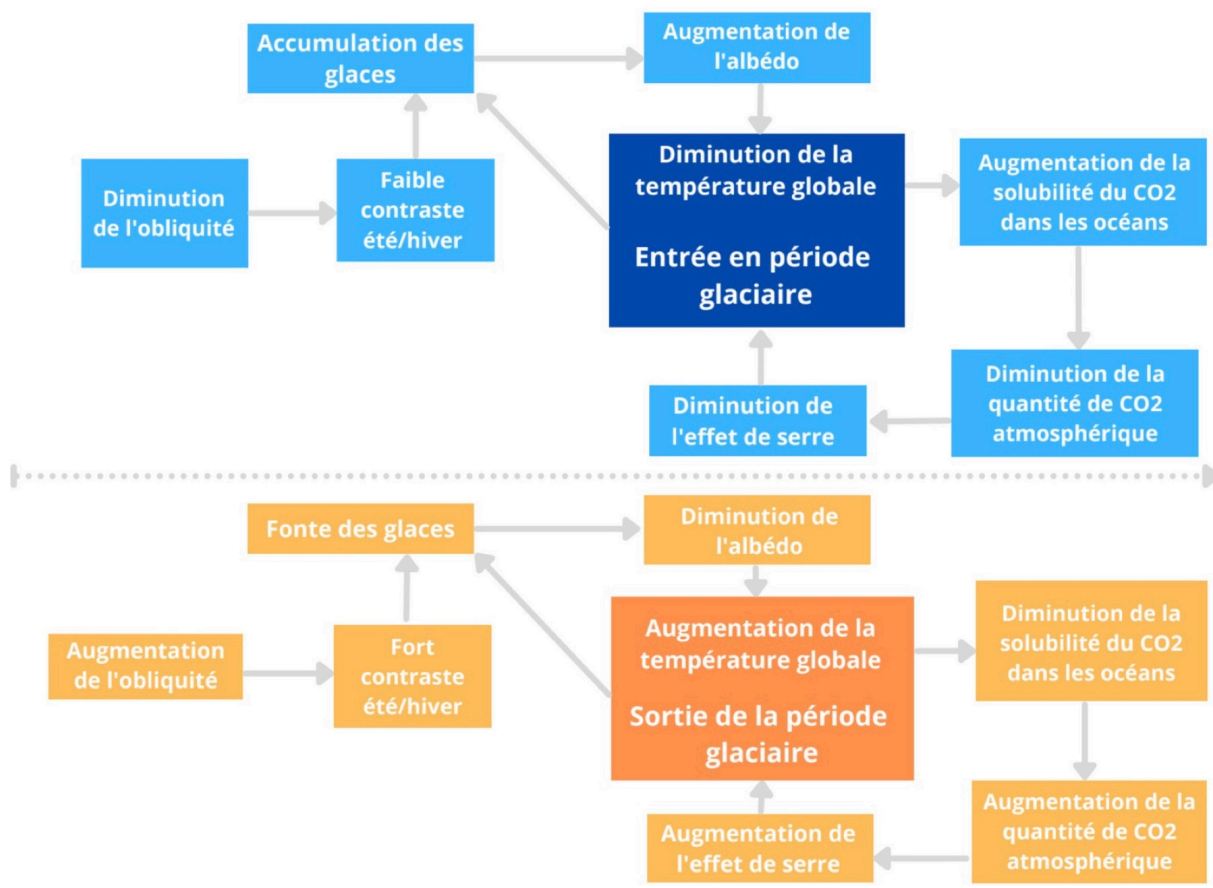 Accumulation des
glaces
Augmentation de
l'albédo
Diminution
de l'obliquité
Faible
contraste
été/hiver
Diminution de la
température globale
Entrée en période
glaciaire
Augmentation de la
solubilité du CO2
dans les océans
Diminution de la
quantité de CO2
atmosphérique
Diminution de
l'effet de serre
Fonte des glaces
Diminution de
l'albédo
Augmentation
de l'obliquité
Fort
contraste
été/hiver
Augmentation de la
température globale
Sortie de la période
glaciaire
Diminution de la
solubilité du CO2
dans les océans
Augmentation de la
quantité de CO2
atmosphérique
Augmentation de
l'effet de serre